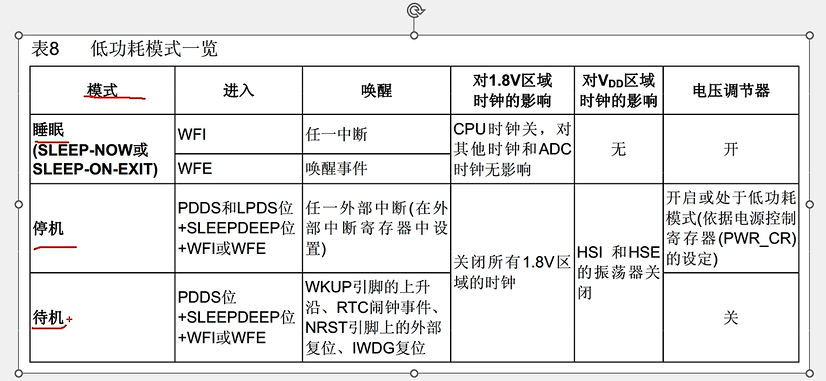 表8 低功耗模式一览
模式 进入 唤醒 对1.8V区域时钟的影响 对VDD区域时钟的影响 电压调节器
睡眠
(SLEEP-NOW或
SLEEP-ON-EXIT)
WFI
任一中断
WFE
唤醒事件
CPU时钟关，对
其他时钟和ADC
时钟无影响
无
开
停机
PDDS和LPDS位
+SLEEPDEEP位
+WFI或WFE
任一外部中断(在外
部中断寄存器中设
置)
关闭所有1.8V区
域的时钟
HSI 和HSE
的振荡器关
闭
开启或处于低功耗
模式(依据电源控制
寄存器(PWR_CR)
的设定)
待机
PDDS位
+SLEEPDEEP位
+WFI或WFE
WKUP引脚的上升
沿、RTC闹钟事件、
NRST引脚上的外部
复位、IWDG复位
关